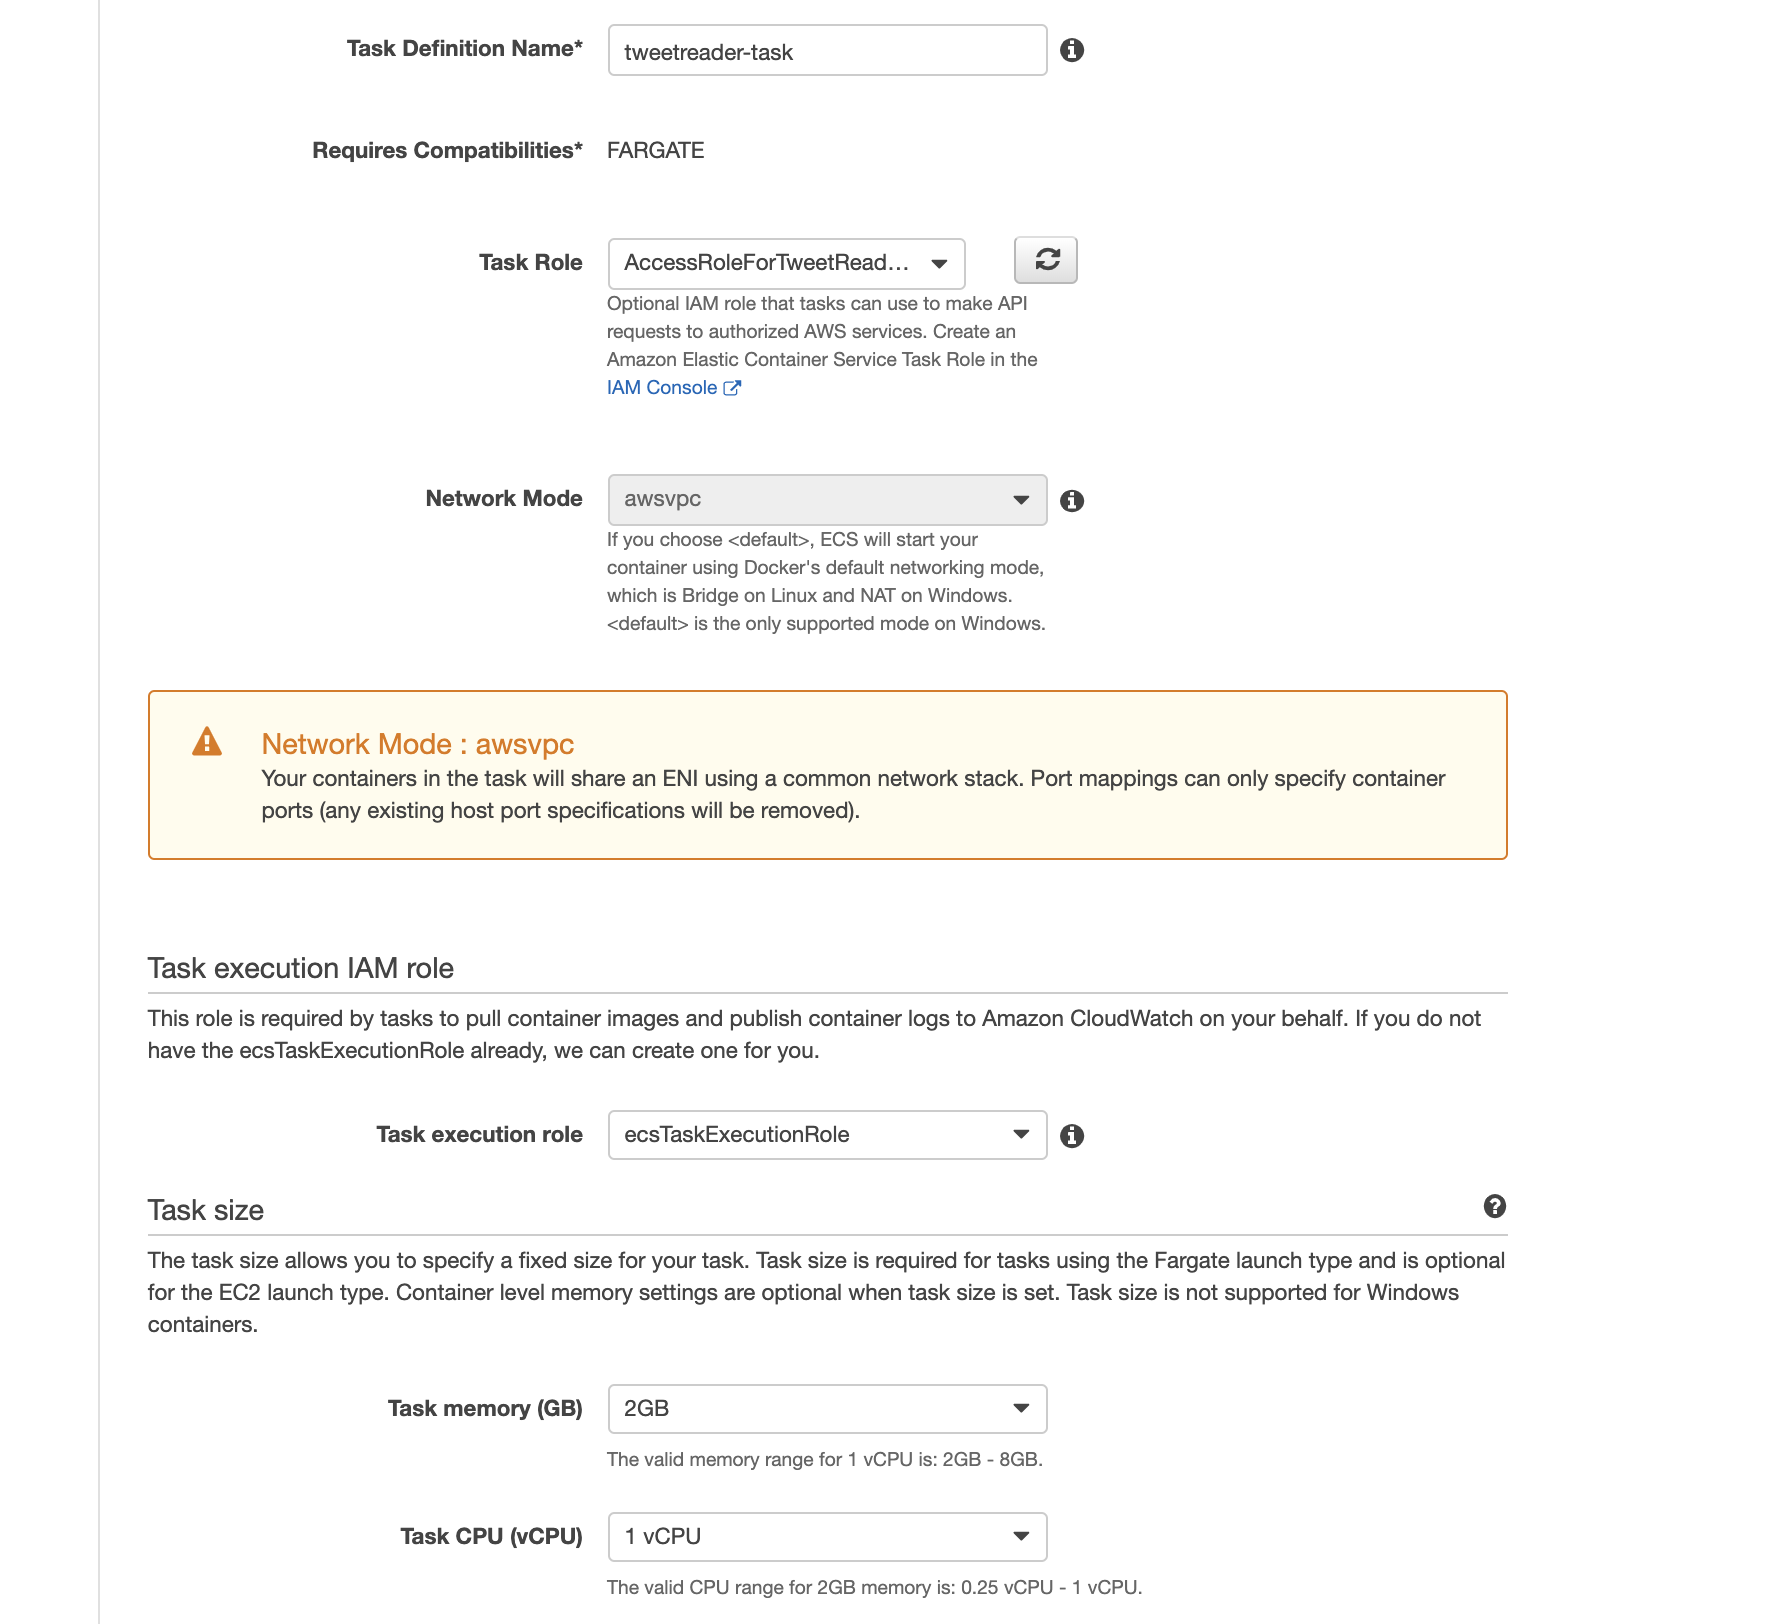 Task Definition Name* tweetreader-task
Requires Compatibilities* FARGATE
Task Role AccessRoleForTweetRead...
Optional IAM role that tasks can use to make API
requests to authorized AWS services. Create an
Amazon Elastic Container Service Task Role in the
IAM Console
Network Mode awsvpc
If you choose <default>, ECS will start your
container using Docker's default networking mode,
which is Bridge on Linux and NAT on Windows.
<default> is the only supported mode on Windows.
Network Mode : awsvpc
Your containers in the task will share an ENI using a common network stack. Port mappings can only specify container
ports (any existing host port specifications will be removed).
Task execution IAM role
This role is required by tasks to pull container images and publish container logs to Amazon CloudWatch on your behalf. If you do not
have the ecsTaskExecutionRole already, we can create one for you.
Task execution role ecsTaskExecutionRole
Task size
The task size allows you to specify a fixed size for your task. Task size is required for tasks using the Fargate launch type and is optional
for the EC2 launch type. Container level memory settings are optional when task size is set. Task size is not supported for Windows
containers.
Task memory (GB) 2GB
The valid memory range for 1 vCPU is: 2GB - 8GB.
Task CPU (vCPU) 1 vCPU
The valid CPU range for 2GB memory is: 0.25 vCPU - 1 vCPU.